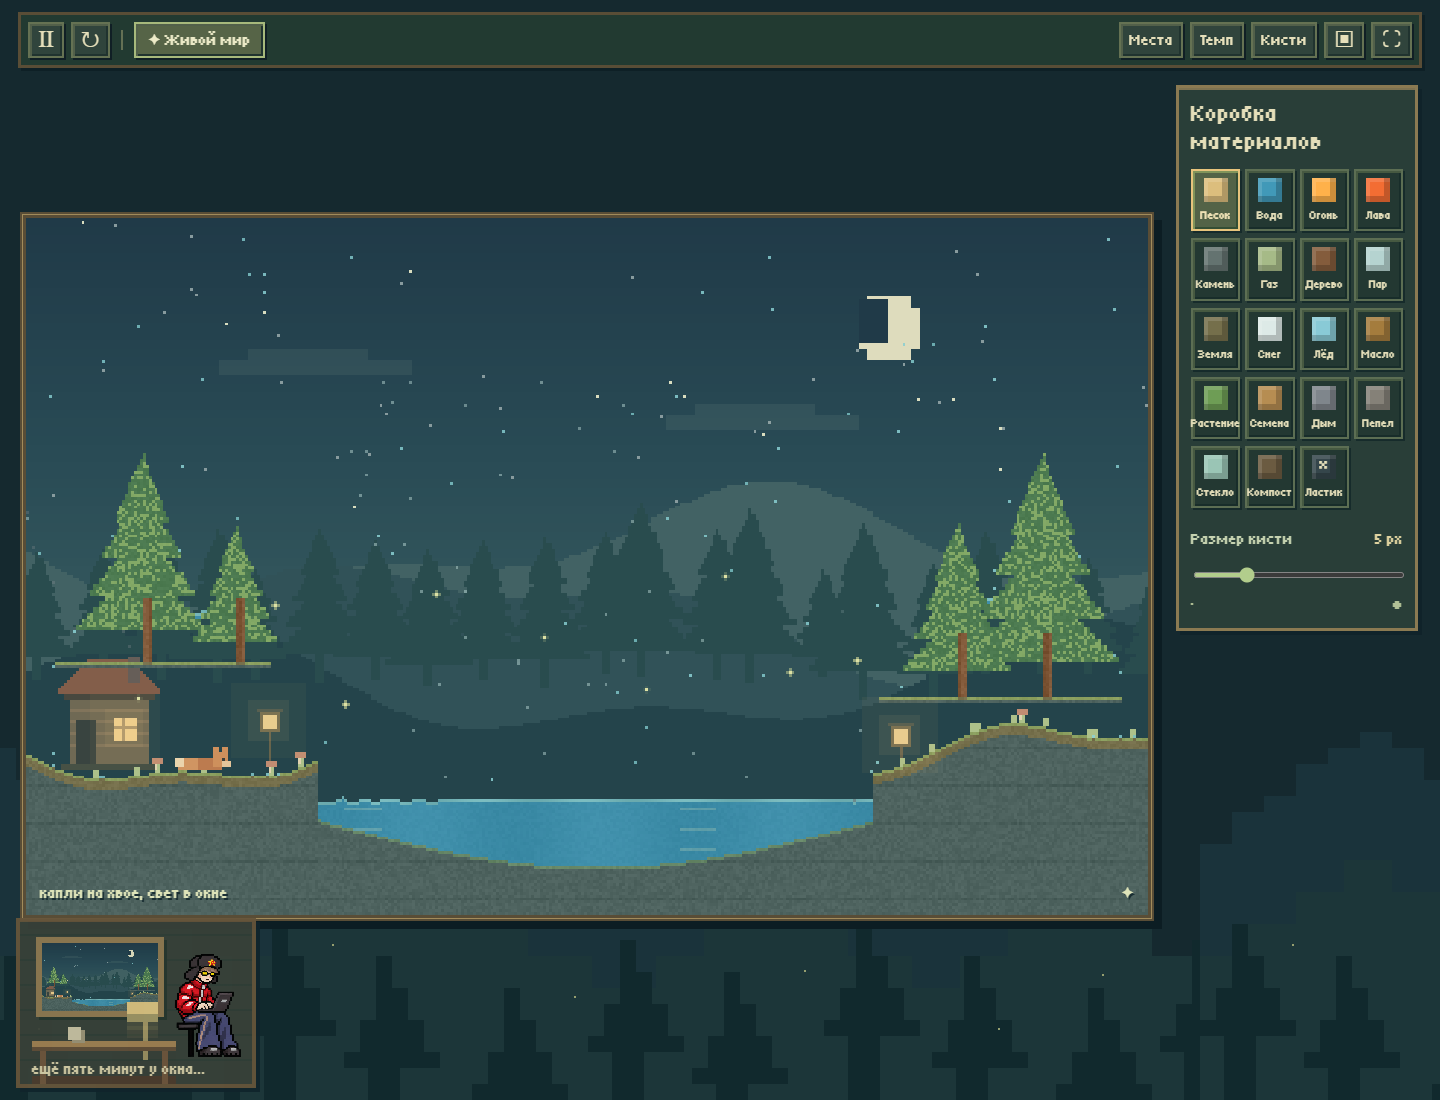 Живой мир
Места
Темп
Кисти
Коробка
материалов
Песок
Вода
Огонь
Лава
Камень
Газ
Дерево
Пар
Земля
Снег
Лёд
Масло
Растение
Семена
Дым
Пепел
Стекло
Компост
Ластик
Размер кисти
5 px
капли на хвое, свет в окне
ещё пять минут у окна...